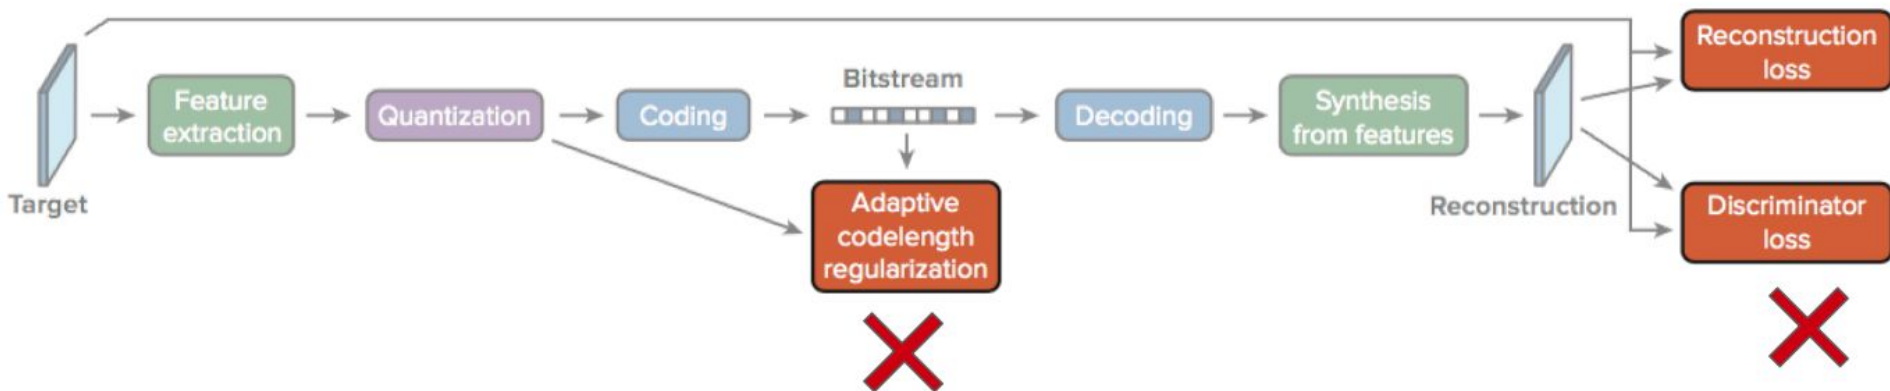 Target
Feature
extraction
Quantization
Coding
Bitstream
Adaptive
codelength
regularization
Decoding
Synthesis
from features
Reconstruction
Reconstruction
loss
Discriminator
loss